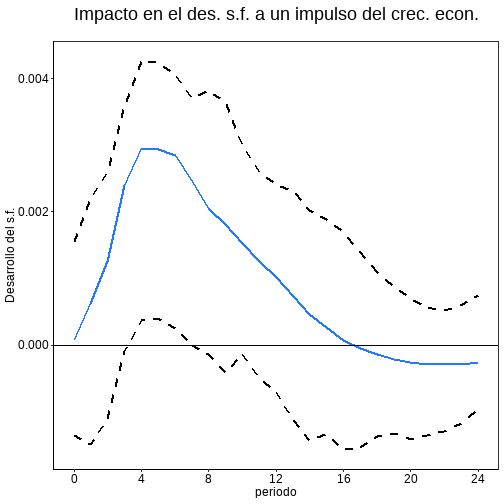 Impacto en el des. s.f. a un impulso del crec. econ.
Desarrollo del s.f.
0.004
0.002
0.000
0 4 8 12 16 20 24
periodo